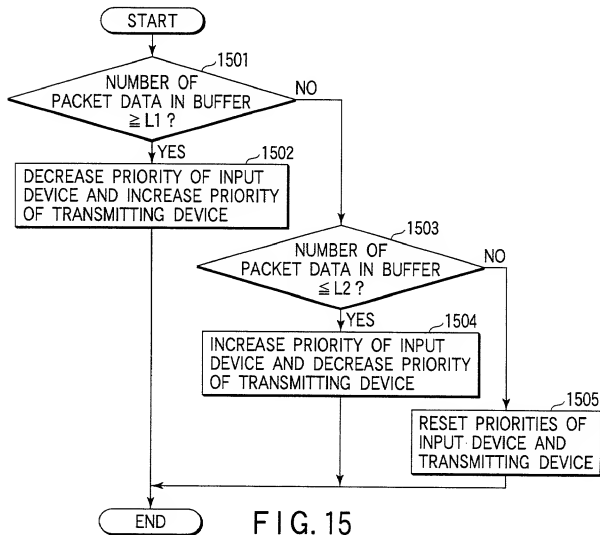 START
1501
NUMBER OF
PACKET DATA IN BUFFER
≧ L1 ?
NO
YES
1502
DECREASE PRIORITY OF INPUT
DEVICE AND INCREASE PRIORITY
OF TRANSMITTING DEVICE
1503
NUMBER OF
PACKET DATA IN BUFFER
≦ L2 ?
NO
YES
1504
INCREASE PRIORITY OF INPUT
DEVICE AND DECREASE PRIORITY
OF TRANSMITTING DEVICE
1505
RESET PRIORITIES OF
INPUT DEVICE AND
TRANSMITTING DEVICE
END
FIG. 15